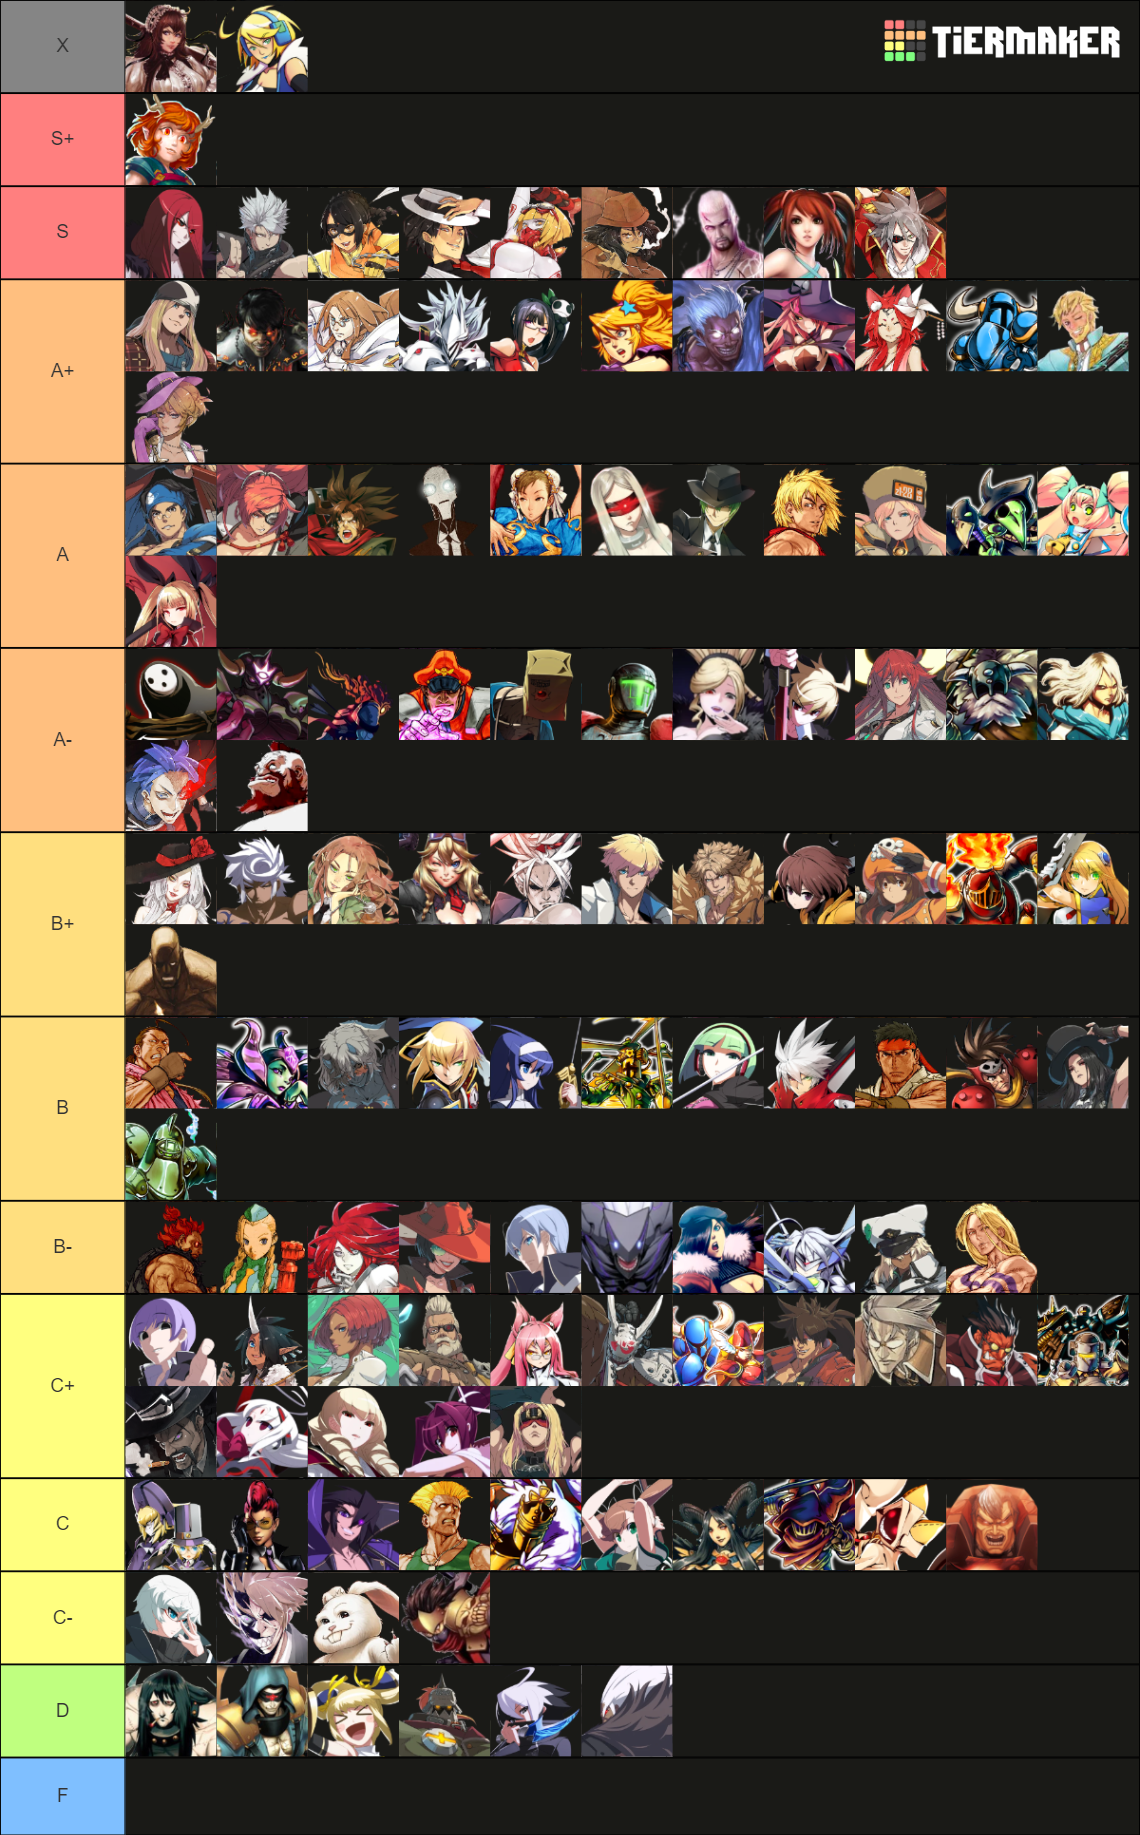 X
TiERMAKER
S+
S
A+
A
A-
B+
B
B-
C+
C
C-
D
F